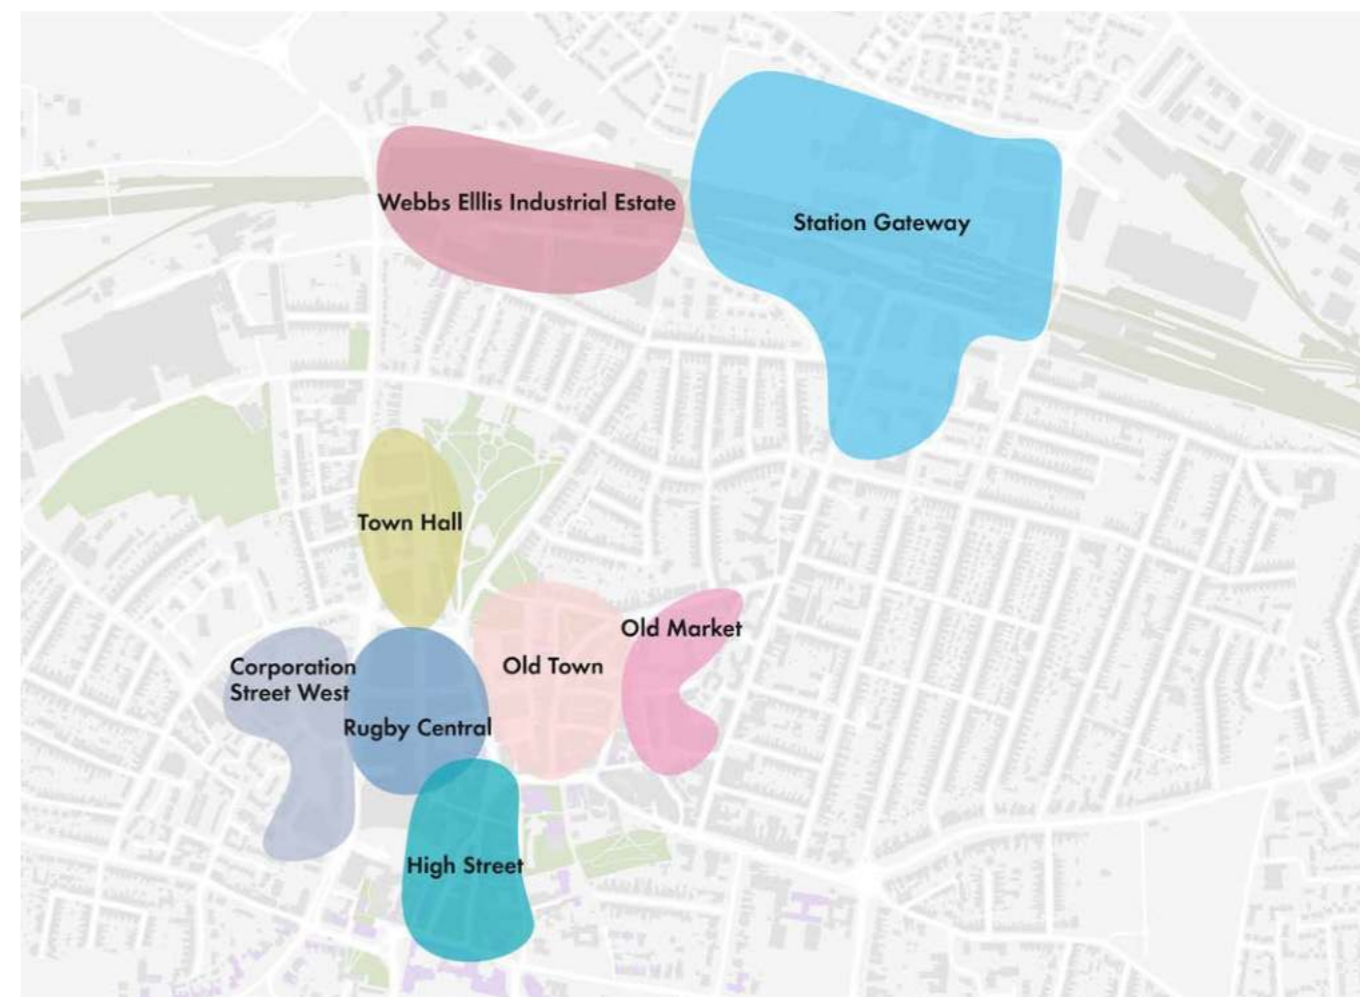 Webbs Elllis Industrial Estate
Station Gateway
Town Hall
Old Market
Corporation
Street West
Old Town
Rugby Central
High Street